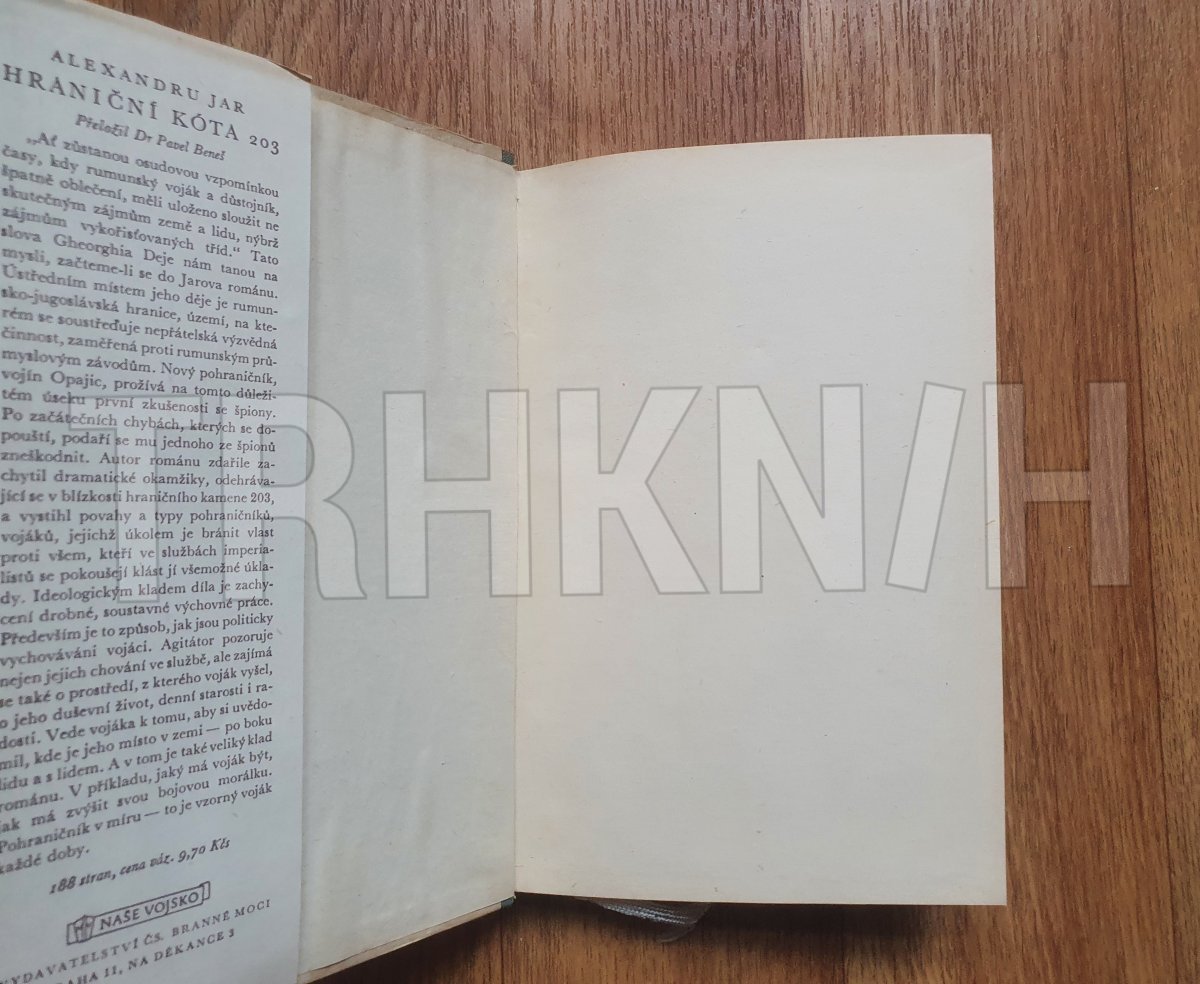 ALEXANDRU JAR
HRANIČNÍ KÓTA 203
Přeložil Dr Pavel Beneš
„Ať zůstanou osudovou vzpomínkou
časy, kdy rumunský voják a důstojník,
špatně oblečení, měli uloženo sloužit ne
skutečným zájmům země a lidu, nýbrž
zájmům vykořisťovaných tříd.“ Tato
slova Gheorghia Deje nám tanou na
mysli, začteme-li se do Jarova románu.
Ústředním místem jeho děje je rumun-
sko-jugoslávská hranice, území, na kte-
rém se soustřeďuje nepřátelská výzvědná
činnost, zaměřená proti rumunským prů-
myslovým závodům. Nový pohraničník,
vojín Opajic, prožívá na tomto důleži-
tém úseku první zkušenosti se špiony.
Po začátečních chybách, kterých se do-
pouští, podaří se mu jednoho ze špionů
zneškodnit. Autor románu zdařile za-
chytil dramatické okamžiky, odehráva-
jící se v blízkosti hraničního kamene 203,
a vystihl povahy a typy pohraničníků,
vojáků, jejichž úkolem je bránit vlast
proti všem, kteří ve službách imperia-
listů se pokoušejí klást jí všemožné úkla-
dy. Ideologickým kladem díla je zachy-
cení drobné, soustavné výchovné práce.
Především je to způsob, jak jsou politicky
vychováváni vojáci. Agitátor pozoruje
nejen jejich chování ve službě, ale zajímá
se také o prostředí, z kterého voják vyšel,
o jeho duševní život, denní starosti i ra-
dosti. Vede vojáka k tomu, aby si uvědo-
mil, kde je jeho místo v zemi — po boku
lidu a s lidem. A v tom je také veliký klad
románu. V příkladu, jaký má voják být,
jak má zvýšit svou bojovou morálku.
Pohraničník v míru — to je vzorný voják
každé doby.
188 stran, cena váz. 9,70 Kčs
NAŠE VOJSKO
VYDAVATELSTVÍ ČS. BRANNÉ MOCI
PRAHA II, NA DĚKANCE 3
TRHKNIH